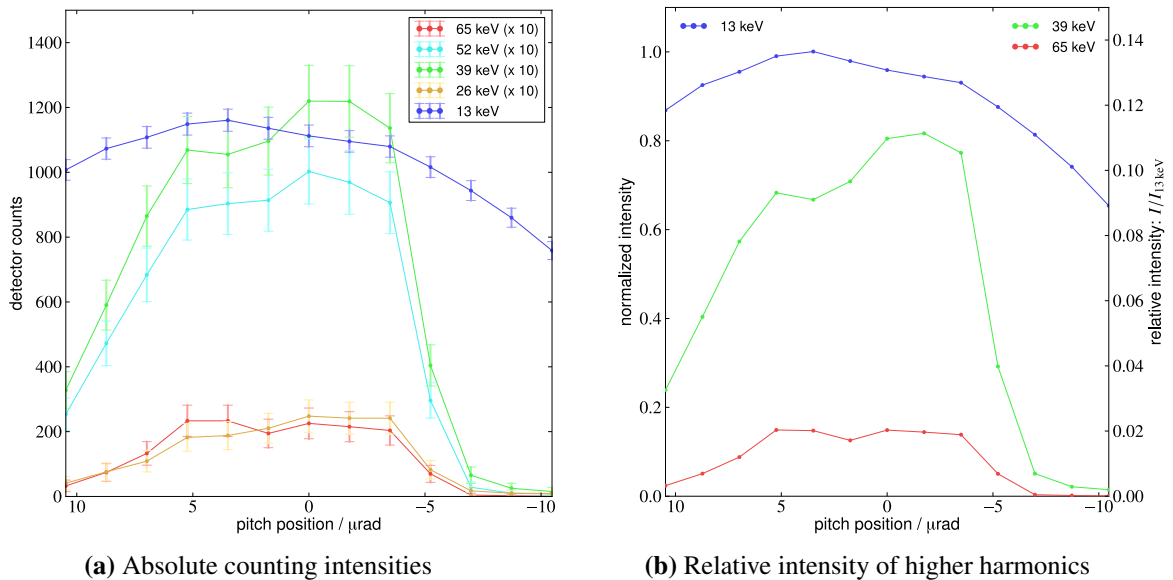 1400
1200
1000
800
600
400
200
0
detector counts
65 keV (x 10)
52 keV (x 10)
39 keV (x 10)
26 keV (x 10)
13 keV
10 5 0 −5 −10
pitch position / μrad
(a) Absolute counting intensities
1.0
0.8
0.6
0.4
0.2
0.0
normalized intensity
13 keV
39 keV
65 keV
0.14
0.12
0.10
0.08
0.06
0.04
0.02
0.00
relative intensity: I/I13 keV
10 5 0 −5 −10
pitch position / μrad
(b) Relative intensity of higher harmonics